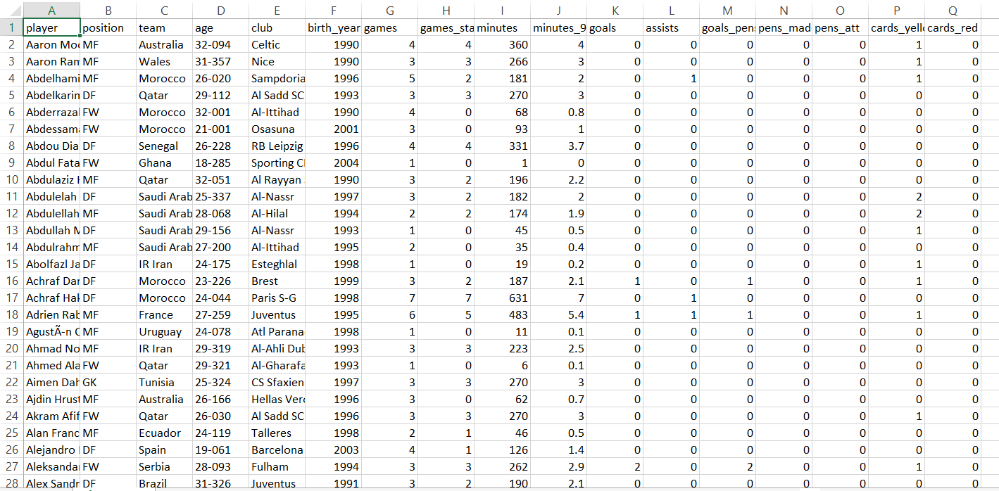 A B C D E F G H I J K L M N O P Q
1 player position team age club birth_year games games_sta minutes minutes_9 goals assists goals_pen pens_mad pens_att cards_yell cards_red
2 Aaron Moo MF Australia 32-094 Celtic 1990 4 4 360 4 0 0 0 0 0 1 0
3 Aaron Ram MF Wales 31-357 Nice 1990 3 3 266 3 0 0 0 0 0 1 0
4 Abdelhami MF Morocco 26-020 Sampdoria 1996 5 2 181 2 0 1 0 0 0 1 0
5 Abdelkarim DF Qatar 29-112 Al Sadd SC 1993 3 3 270 3 0 0 0 0 0 0 0
6 Abderrazal FW Morocco 32-001 Al-Ittihad 1990 4 0 68 0.8 0 0 0 0 0 0 0
7 Abdessama FW Morocco 21-001 Osasuna 2001 3 0 93 1 0 0 0 0 0 0 0
8 Abdou Dia DF Senegal 26-228 RB Leipzig 1996 4 4 331 3.7 0 0 0 0 0 0 0
9 Abdul Fata FW Ghana 18-285 Sporting Cl 2004 1 0 1 0 0 0 0 0 0 0 0
10 Abdulaziz H MF Qatar 32-051 Al Rayyan 1990 3 2 196 2.2 0 0 0 0 0 0 0
11 Abdulelah DF Saudi Arab 25-337 Al-Nassr 1997 3 2 182 2 0 0 0 0 0 2 0
12 Abdulellah MF Saudi Arab 28-068 Al-Hilal 1994 2 2 174 1.9 0 0 0 0 0 2 0
13 Abdullah M DF Saudi Arab 29-156 Al-Nassr 1993 1 0 45 0.5 0 0 0 0 0 1 0
14 Abdulrahm MF Saudi Arab 27-200 Al-Ittihad 1995 2 0 35 0.4 0 0 0 0 0 0 0
15 Abolfazl Ja DF IR Iran 24-175 Esteghlal 1998 1 0 19 0.2 0 0 0 0 0 1 0
16 Achraf Dar DF Morocco 23-226 Brest 1999 3 2 187 2.1 1 0 1 0 0 1 0
17 Achraf Hak DF Morocco 24-044 Paris S-G 1998 7 7 631 7 0 1 0 0 0 0 0
18 Adrien Rab MF France 27-259 Juventus 1995 6 5 483 5.4 1 1 1 0 0 1 0
19 AgustÃ-n C MF Uruguay 24-078 Atl Parana 1998 1 0 11 0.1 0 0 0 0 0 0 0
20 Ahmad No MF IR Iran 29-319 Al-Ahli Dub 1993 3 3 223 2.5 0 0 0 0 0 0 0
21 Ahmed Ala FW Qatar 29-321 Al-Gharafa 1993 1 0 6 0.1 0 0 0 0 0 0 0
22 Aimen Dah GK Tunisia 25-324 CS Sfaxien 1997 3 3 270 3 0 0 0 0 0 0 0
23 Ajdin Hrust MF Australia 26-166 Hellas Vero 1996 3 0 62 0.7 0 0 0 0 0 0 0
24 Akram Afif FW Qatar 26-030 Al Sadd SC 1996 3 3 270 3 0 0 0 0 0 1 0
25 Alan Franc MF Ecuador 24-119 Talleres 1998 2 1 46 0.5 0 0 0 0 0 0 0
26 Alejandro DF Spain 19-061 Barcelona 2003 4 1 126 1.4 0 0 0 0 0 0 0
27 Aleksandar FW Serbia 28-093 Fulham 1994 3 3 262 2.9 2 0 2 0 0 1 0
28 Alex Sandr DF Brazil 31-326 Juventus 1991 3 2 190 2.1 0 0 0 0 0 0 0